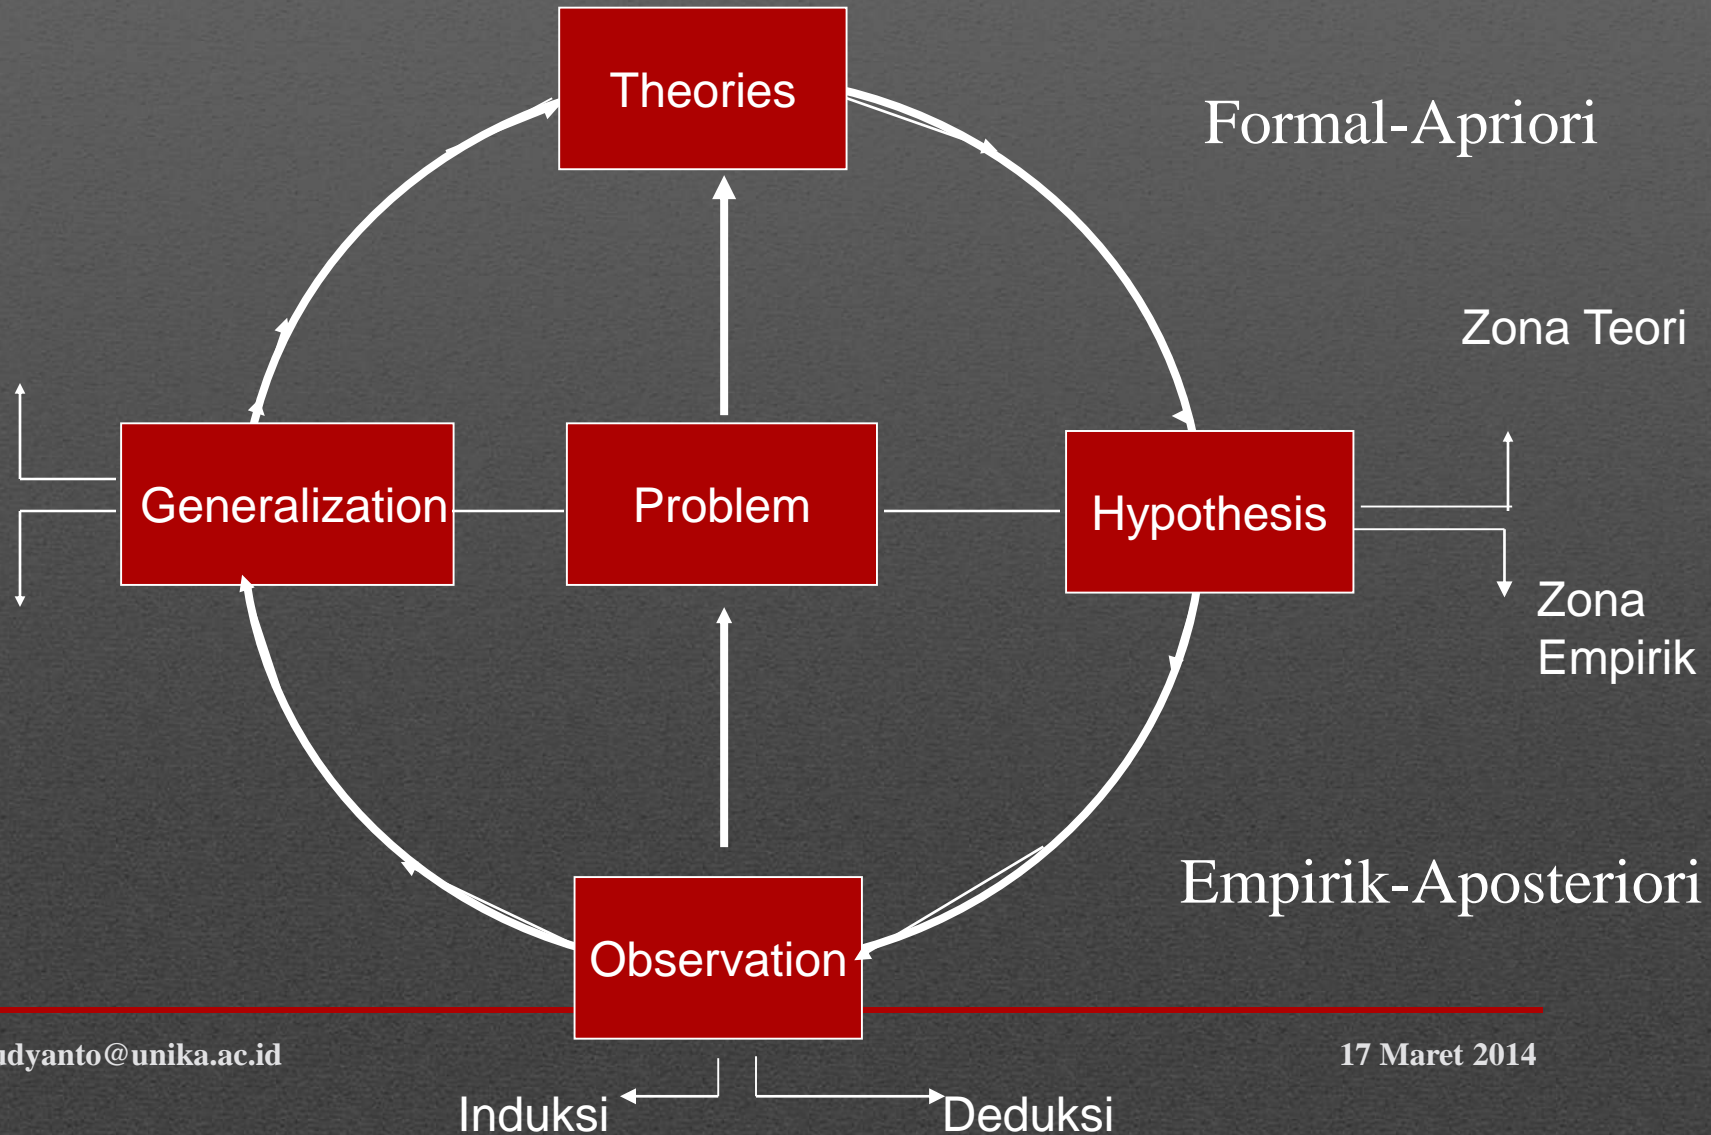 Theories
Formal-Apriori
Zona Teori
Generalization
Problem
Hypothesis
Zona
Empirik
Empirik-Aposteriori
Observation
udyanto@unika.ac.id
17 Maret 2014
Induksi
Deduksi